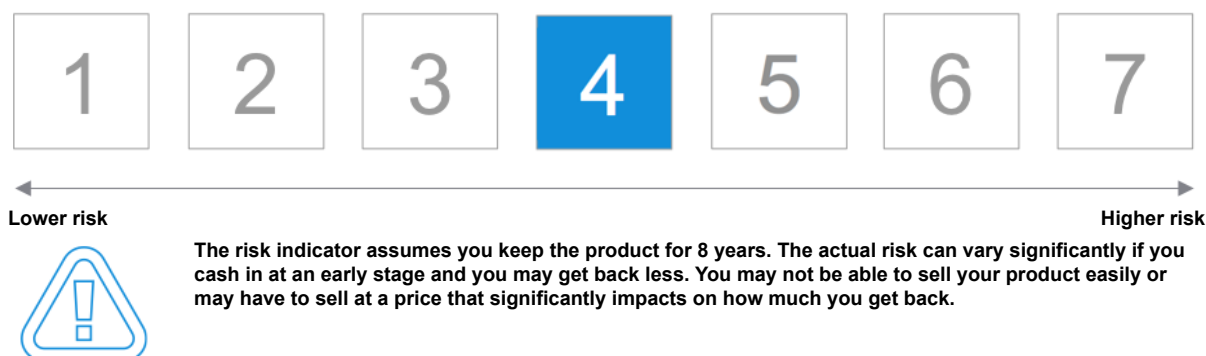 1 2 3 4 5 6 7
Lower risk Higher risk
The risk indicator assumes you keep the product for 8 years. The actual risk can vary significantly if you
cash in at an early stage and you may get back less. You may not be able to sell your product easily or
may have to sell at a price that significantly impacts on how much you get back.